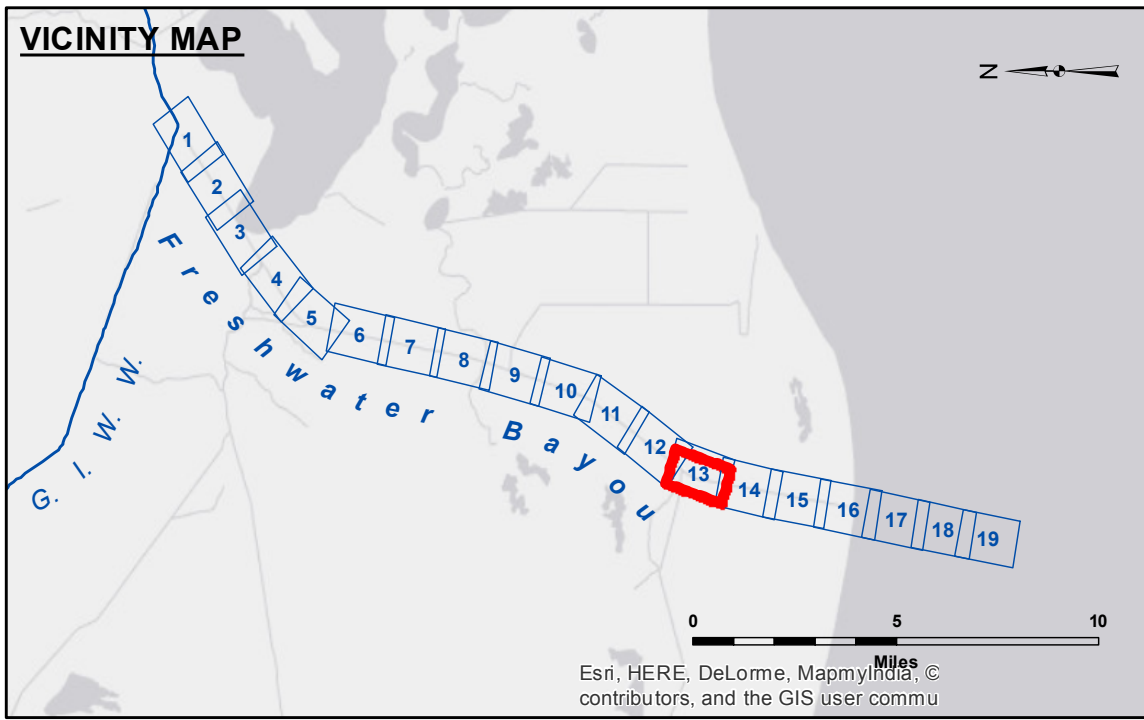 VICINITY MAP
N
1
2
3
4
5
6
7
8
9
10
11
12
13
14
15
16
17
18
19
Freshwater Bayou
G. I. W. W.
0 5 10
Miles
Esri, HERE, DeLorme, MapmyIndia, ©
contributors, and the GIS user commu